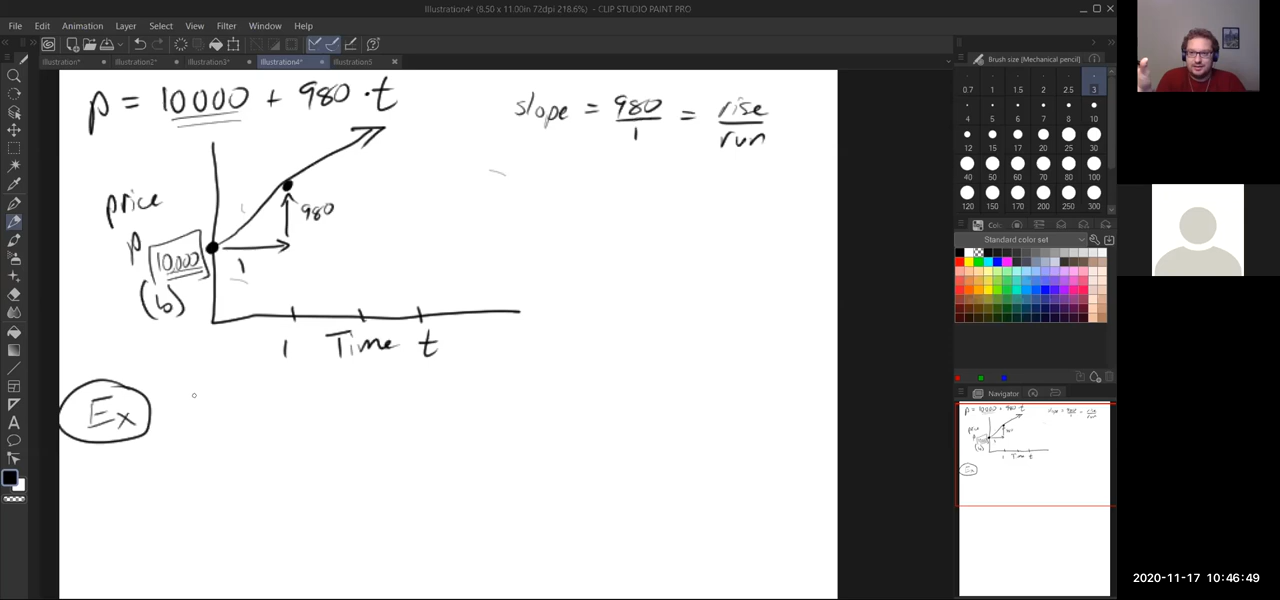 Illustration4* (8.50 x 11.00in 72dpi 218.6%) - CLIP STUDIO PAINT PRO
File Edit Animation Layer Select View Filter Window Help
Illustration* Illustration2* Illustration3* Illustration4* Illustration5
Brush size [Mechanical pencil]
0.7 1 1.5 2 2.5 3
4 5 6 7 8 10
12 15 17 20 25 30
40 50 60 70 80 100
120 150 170 200 250 300
Standard color set
Navigator
p = 10000 + 980 · t
slope = 980/1 = rise/run
price
p
10,000
(b)
980
1
1 Time t
Ex
2020-11-17 10:46:49